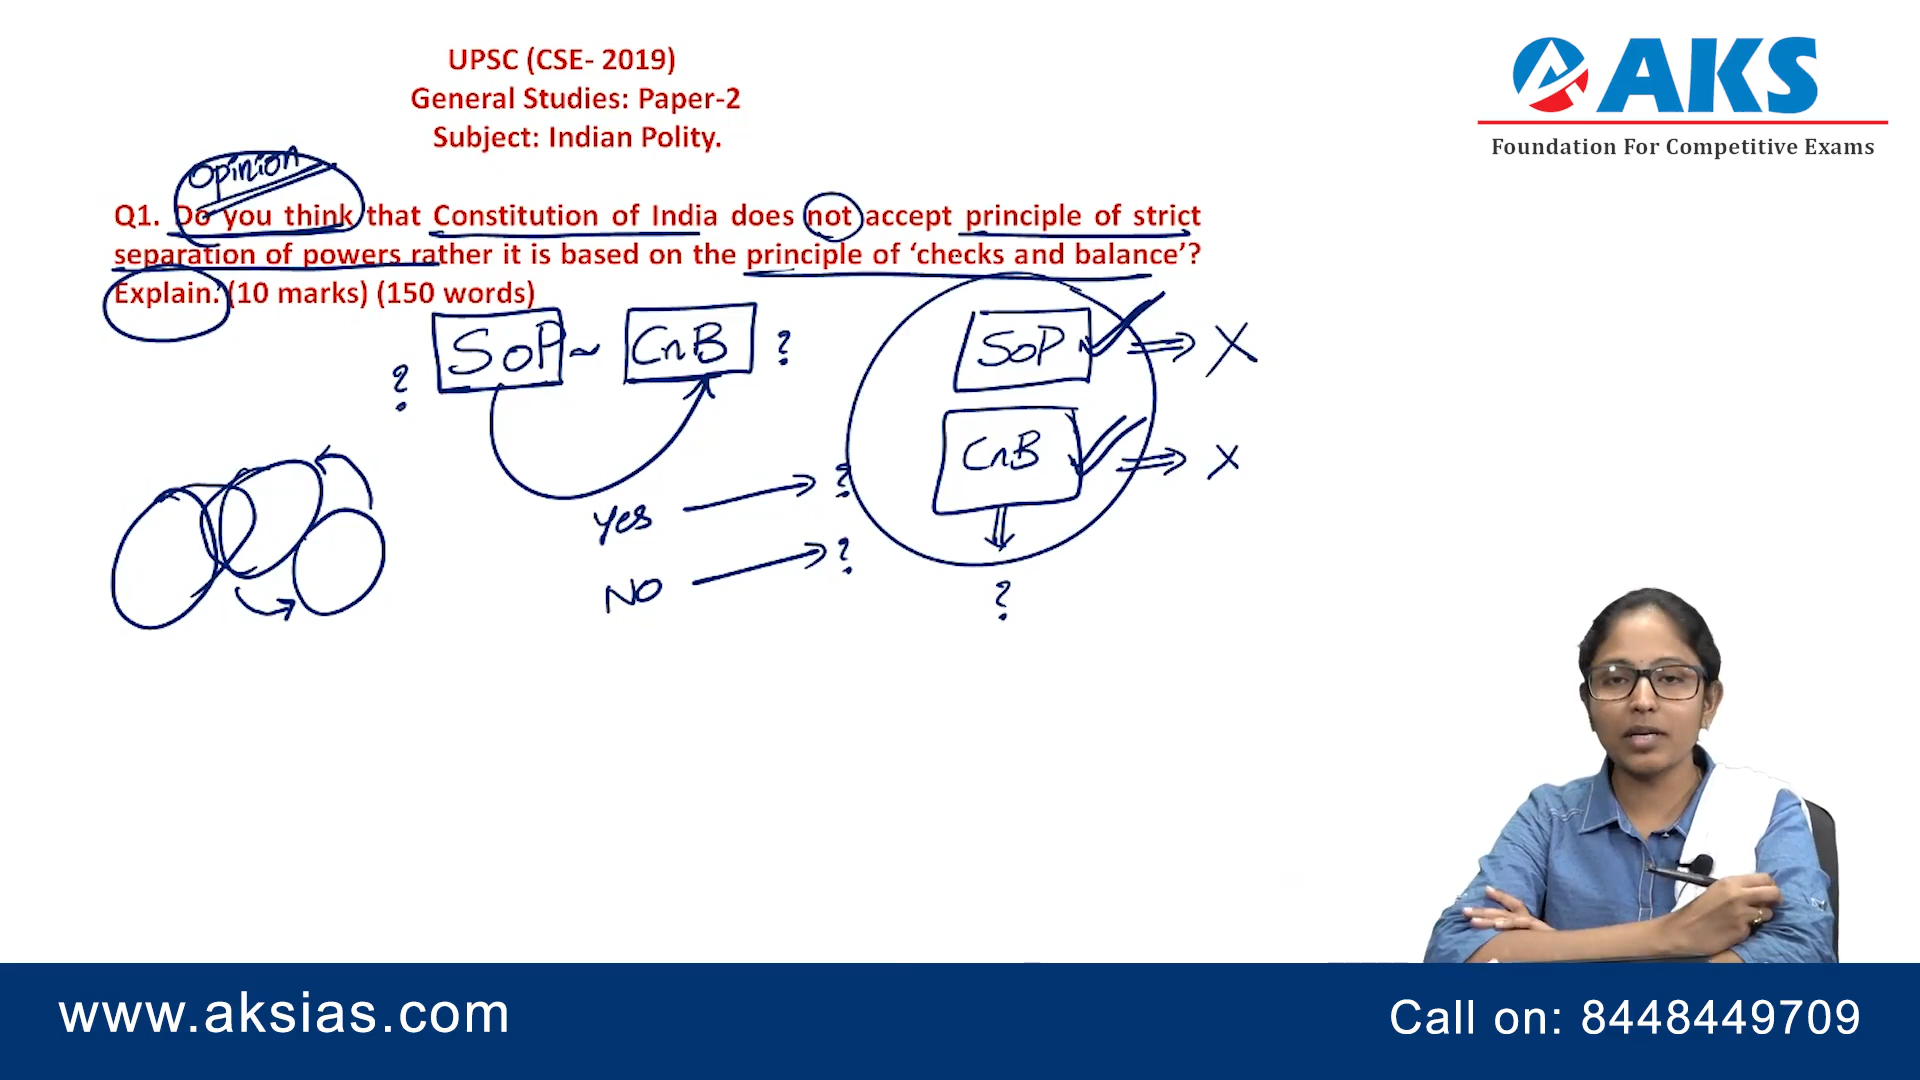 UPSC (CSE- 2019)
General Studies: Paper-2
Subject: Indian Polity.
AKS
Foundation For Competitive Exams
Opinion
Q1. Do you think that Constitution of India does not accept principle of strict
separation of powers rather it is based on the principle of ‘checks and balance’?
Explain. (10 marks) (150 words)
? SoP ~ CnB ?
SoP => X
CnB => X
Yes ?
No ?
?
www.aksias.com
Call on: 8448449709